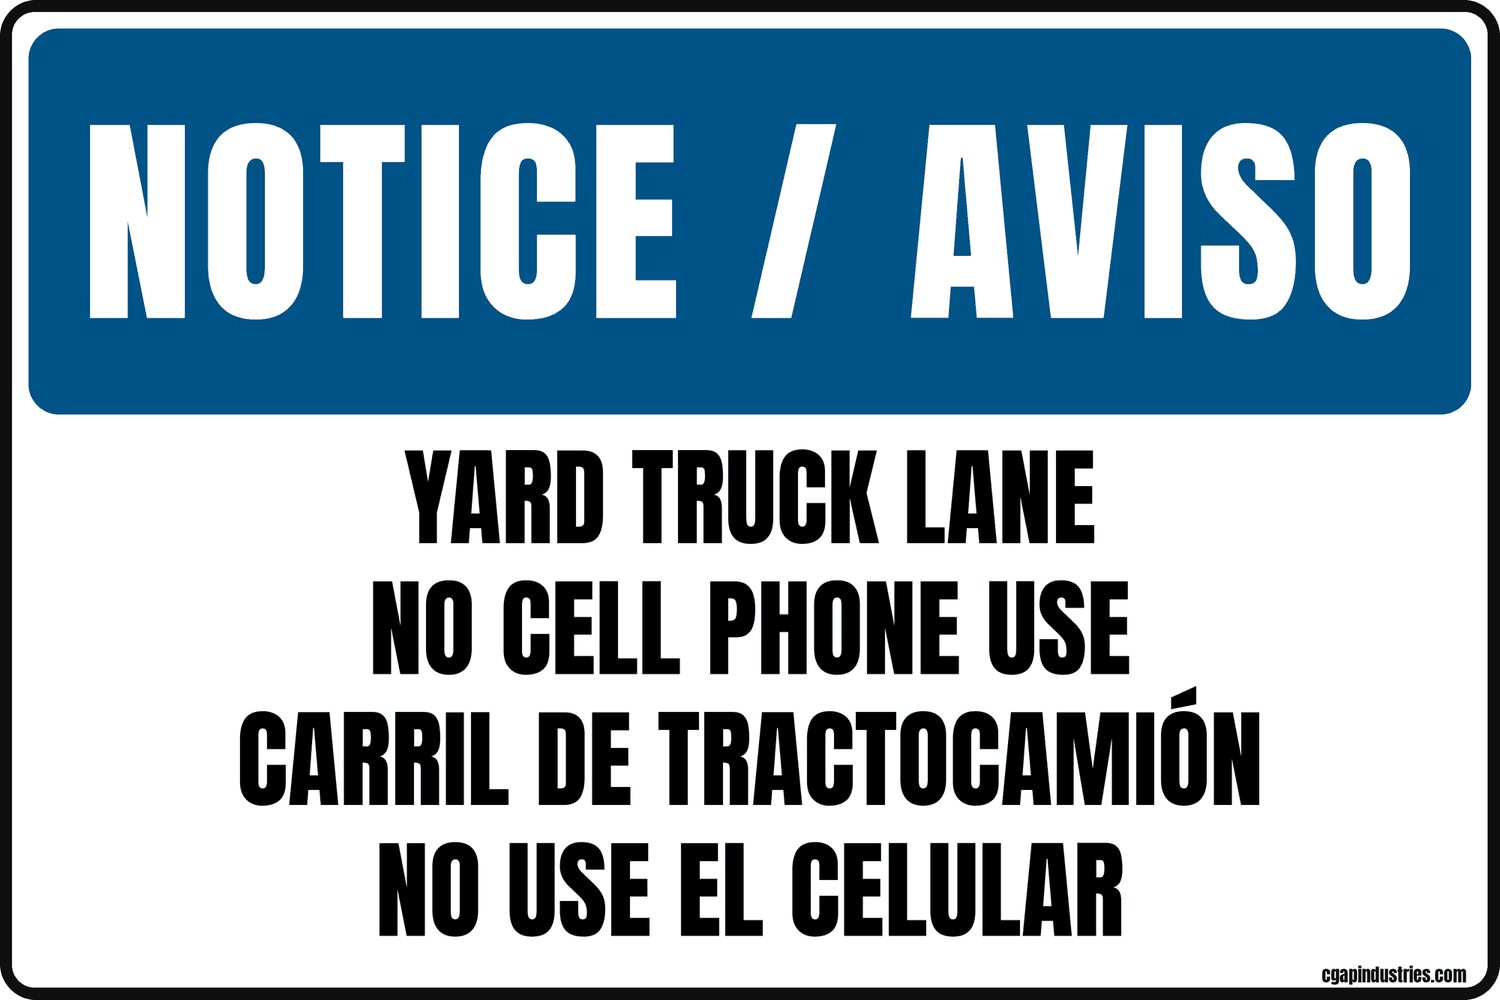 NOTICE / AVISO
YARD TRUCK LANE
NO CELL PHONE USE
CARRIL DE TRACTOCAMIÓN
NO USE EL CELULAR
cgapindustries.com